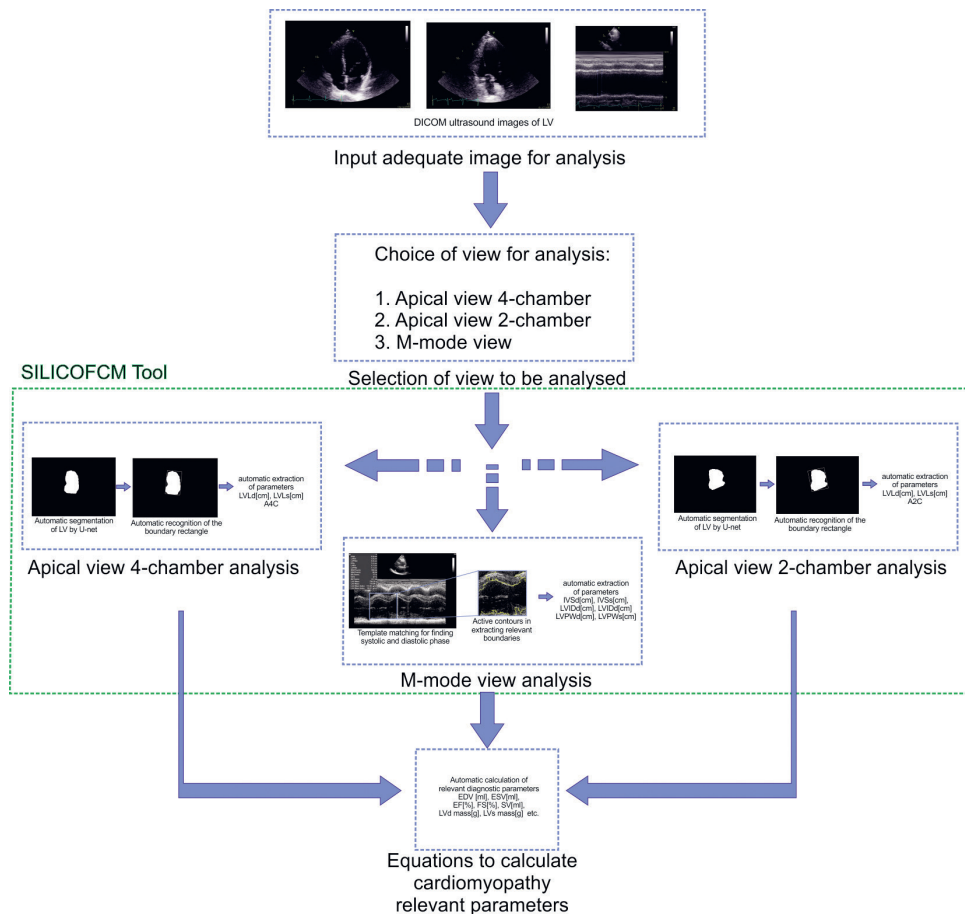 DICOM ultrasound images of LV
Input adequate image for analysis
Choice of view for analysis:
1. Apical view 4-chamber
2. Apical view 2-chamber
3. M-mode view
Selection of view to be analysed
SILICOFCM Tool
Automatic segmentation
of LV by U-net
Automatic recognition of the
boundary rectangle
automatic extraction
of parameters
LVLd[cm], LVLs[cm]
A4C
Apical view 4-chamber analysis
Template matching for finding
systolic and diastolic phase
Active contours in
extracting relevant
boundaries
automatic extraction
of parameters
IVSd[cm], IVSs[cm]
LVIDd[cm], LVIDd[cm]
LVPWd[cm], LVPWs[cm]
M-mode view analysis
Automatic segmentation
of LV by U-net
Automatic recognition of the
boundary rectangle
automatic extraction
of parameters
LVLd[cm], LVLs[cm]
A2C
Apical view 2-chamber analysis
Automatic calculation of
relevant diagnostic parameters
EDV [ml], ESV[ml],
EF[%], FS[%], SV[ml],
LVd mass[g], LVs mass[g] etc.
Equations to calculate
cardiomyopathy
relevant parameters